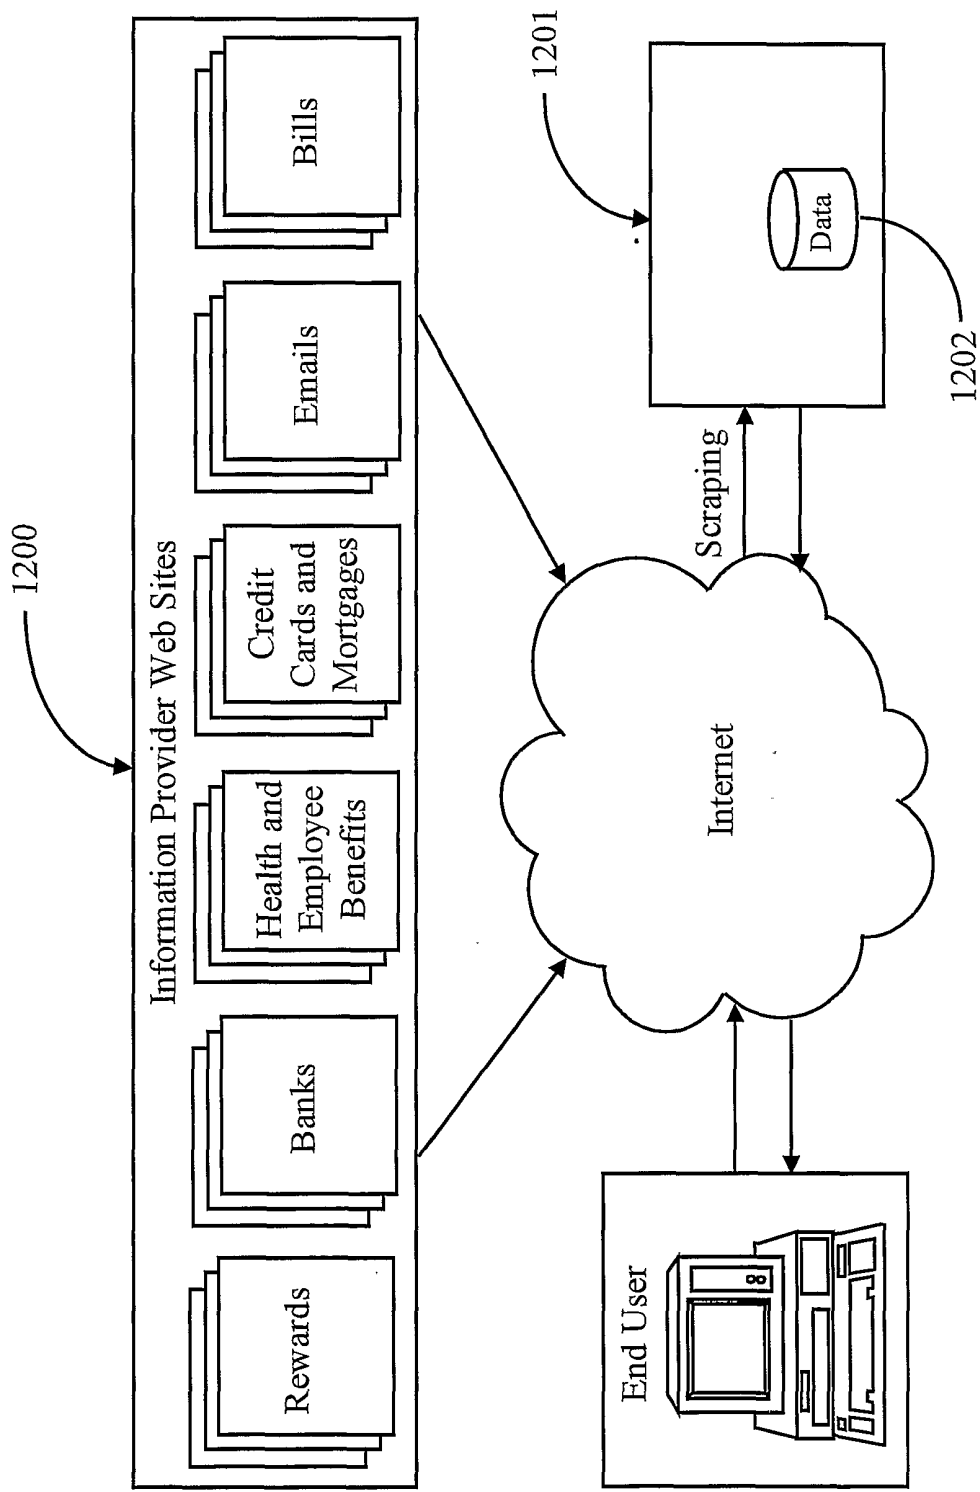 1200
Information Provider Web Sites
Rewards
Banks
Health and
Employee
Benefits
Credit
Cards and
Mortgages
Emails
Bills
End User
Internet
Scraping
1201
Data
1202